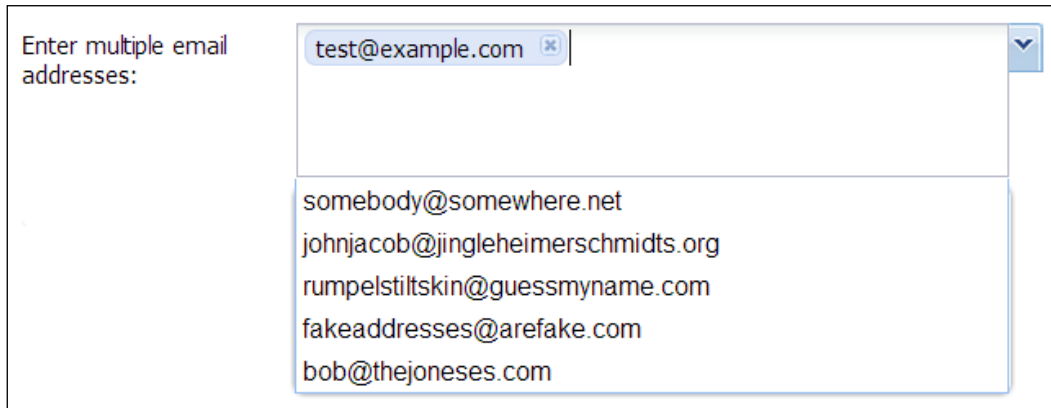 Enter multiple email
addresses:
test@example.com
somebody@somewhere.net
johnjacob@jingleheimerschmidts.org
rumpelstiltskin@guessmyname.com
fakeaddresses@arefake.com
bob@thejoneses.com